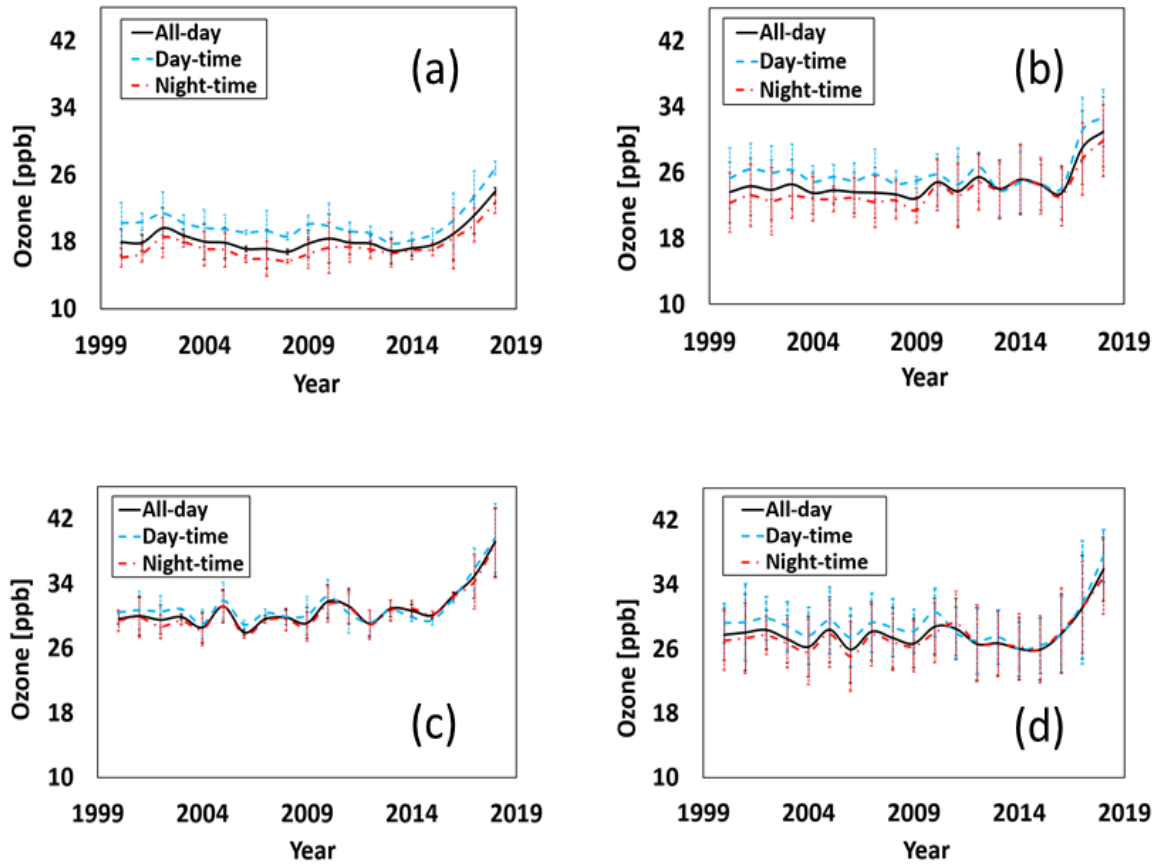 Ozone [ppb]
42
34
26
18
10
All-day
Day-time
Night-time
(a)
1999
2004
2009
2014
2019
Year
Ozone [ppb]
42
34
26
18
10
All-day
Day-time
Night-time
(b)
1999
2004
2009
2014
2019
Year
Ozone [ppb]
42
34
26
18
10
All-day
Day-time
Night-time
(c)
1999
2004
2009
2014
2019
Year
Ozone [ppb]
42
34
26
18
10
All-day
Day-time
Night-time
(d)
1999
2004
2009
2014
2019
Year